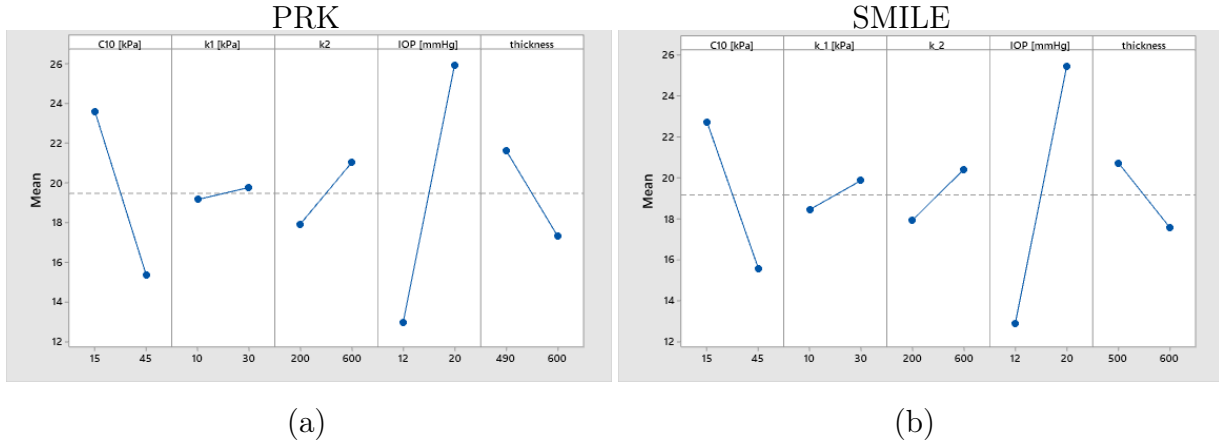 PRK
C10 [kPa] k1 [kPa] k2 IOP [mmHg] thickness
Mean
26
24
22
20
18
16
14
12
15 45 10 30 200 600 12 20 490 600
(a)
SMILE
C10 [kPa] k_1 [kPa] k_2 IOP [mmHg] thickness
Mean
26
24
22
20
18
16
14
12
15 45 10 30 200 600 12 20 500 600
(b)